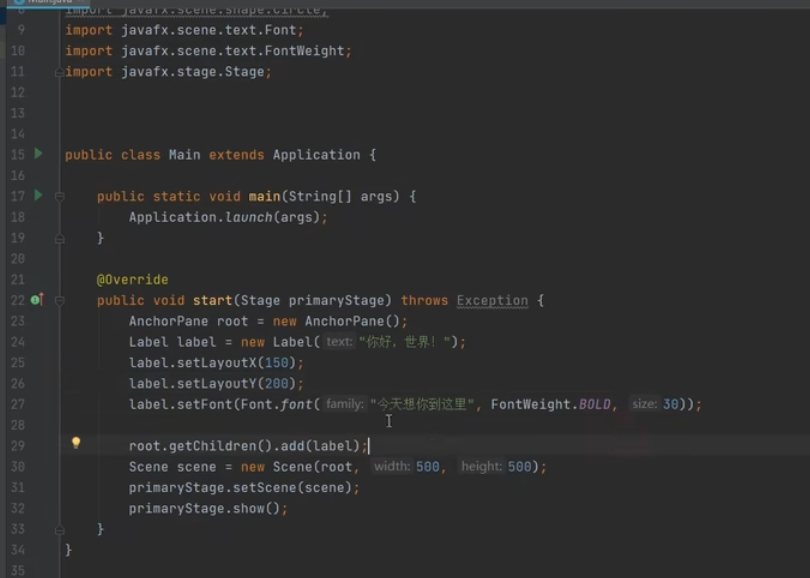 Main.java
8 import javafx.scene.shape.Circle;
9 import javafx.scene.text.Font;
10 import javafx.scene.text.FontWeight;
11 import javafx.stage.Stage;
12
13
14
15 public class Main extends Application {
16
17 public static void main(String[] args) {
18 Application.launch(args);
19 }
20
21 @Override
22 public void start(Stage primaryStage) throws Exception {
23 AnchorPane root = new AnchorPane();
24 Label label = new Label( text: "你好，世界！");
25 label.setLayoutX(150);
26 label.setLayoutY(200);
27 label.setFont(Font.font( family: "今天想你到这里", FontWeight.BOLD, size: 30));
28
29 root.getChildren().add(label);
30 Scene scene = new Scene(root, width: 500, height: 500);
31 primaryStage.setScene(scene);
32 primaryStage.show();
33 }
34 }
35